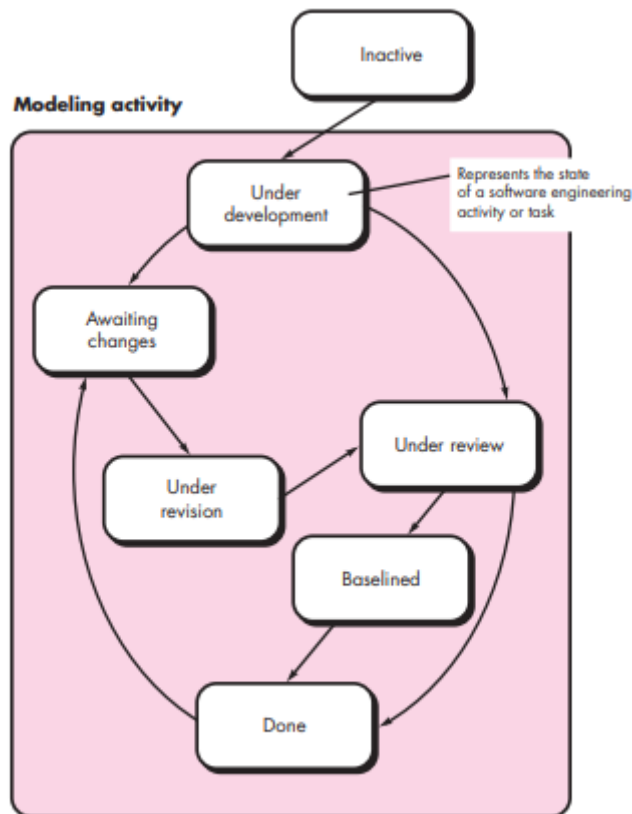 Inactive
Modeling activity
Under
development
Represents the state
of a software engineering
activity or task
Awaiting
changes
Under review
Under
revision
Baselined
Done